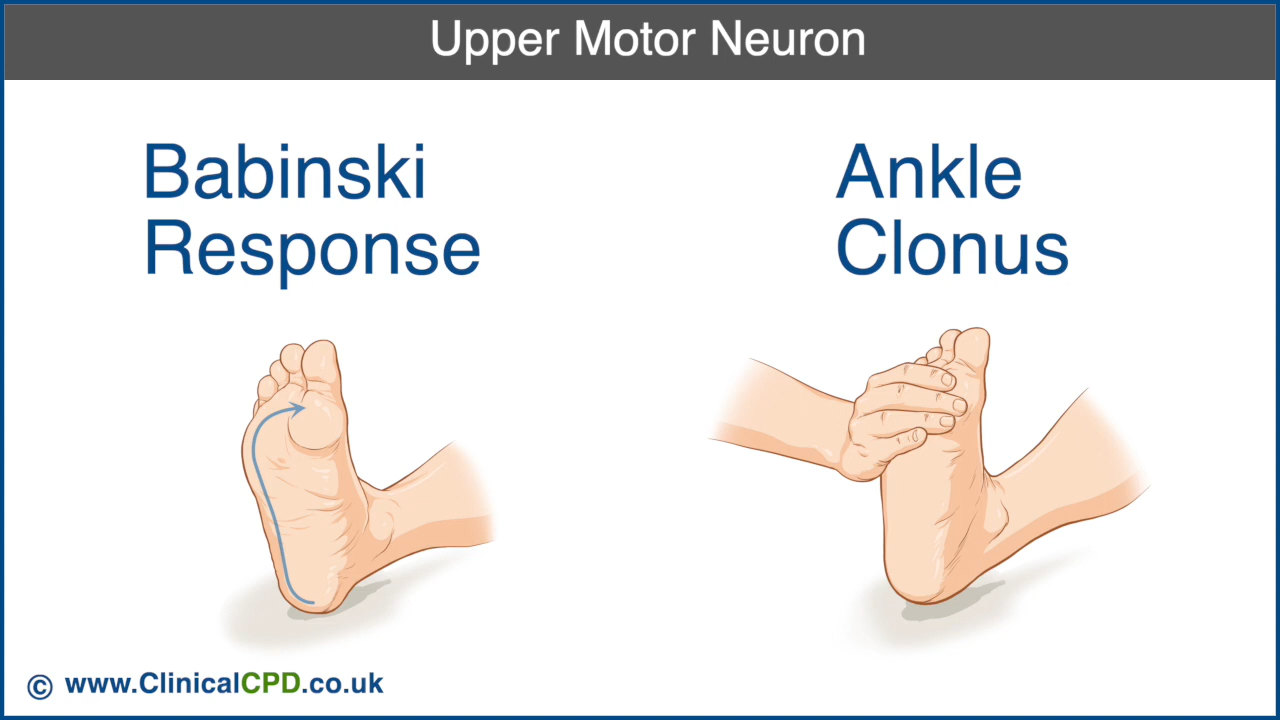 Upper Motor Neuron
Babinski
Response
Ankle
Clonus
© www.ClinicalCPD.co.uk